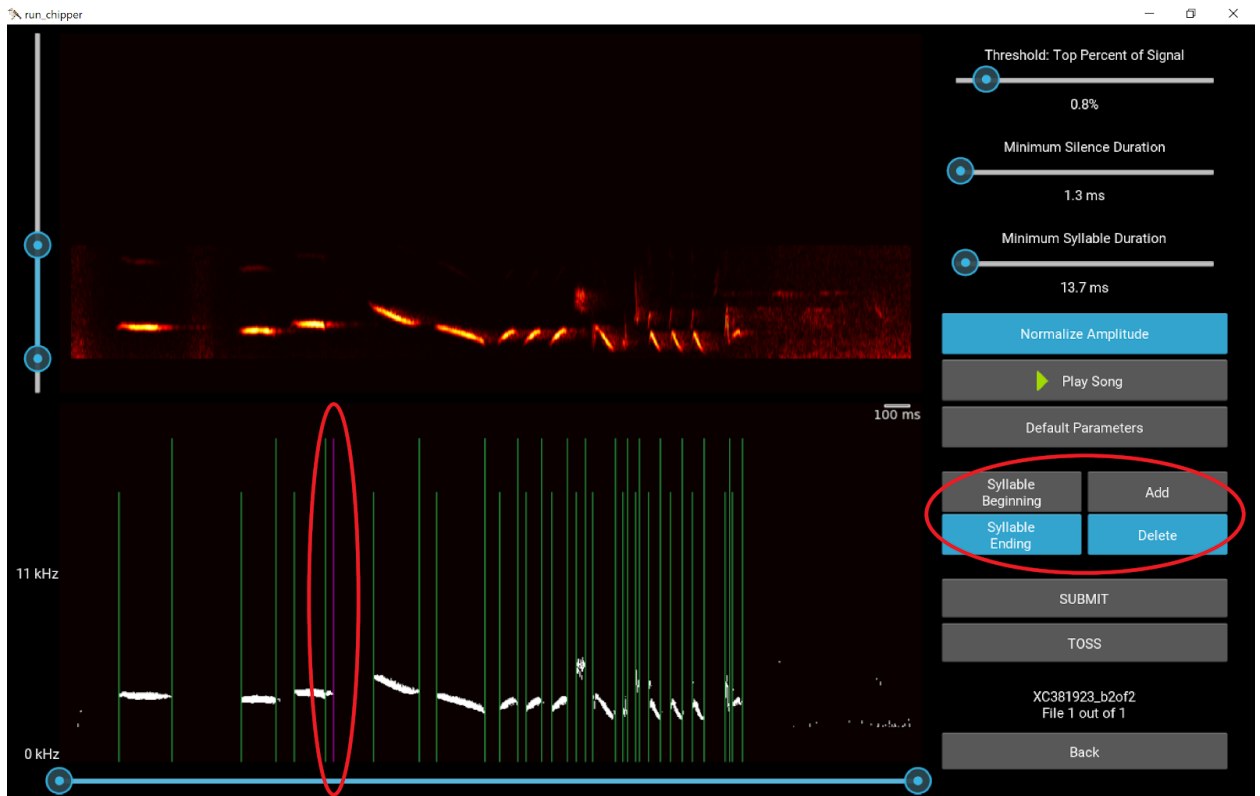 run_chipper
Threshold: Top Percent of Signal
0.8%
Minimum Silence Duration
1.3 ms
Minimum Syllable Duration
13.7 ms
Normalize Amplitude
Play Song
100 ms
Default Parameters
Syllable
Beginning
Add
Syllable
Ending
Delete
11 kHz
SUBMIT
TOSS
XC381923_b2of2
File 1 out of 1
0 kHz
Back